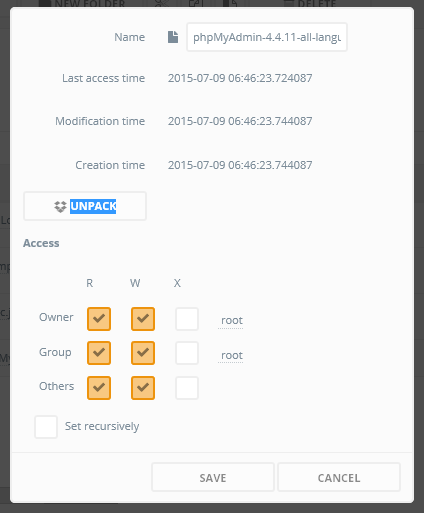 NEW FOLDER DELETE
Name phpMyAdmin-4.4.11-all-langu
Last access time 2015-07-09 06:46:23.724087
Modification time 2015-07-09 06:46:23.744087
Creation time 2015-07-09 06:46:23.744087
UNPACK
Access
R W X
Owner root
Group root
Others
Set recursively
SAVE CANCEL